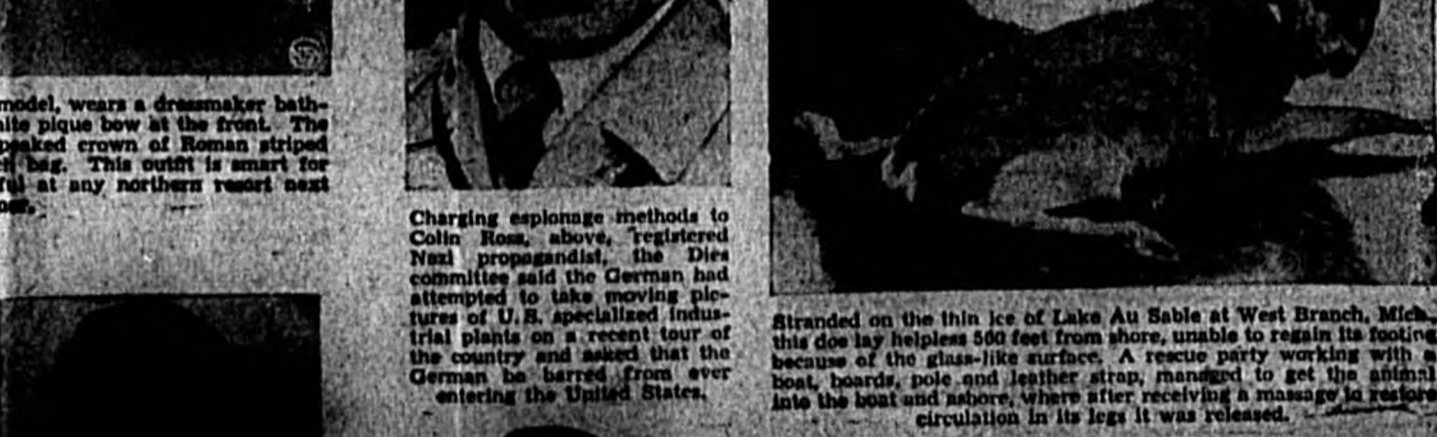 model, wears a dressmaker bath-
ite pique bow at the front. The
peaked crown of Roman striped
h bag. This outfit is smart for
ful at any northern resort next
Charging espionage methods to
Colin Ross, above, registered
Nazi propagandist, the Dies
committee said the German had
attempted to take moving pic-
tures of U. S. specialized indus-
trial plants on a recent tour of
the country and asked that the
German be barred from ever
entering the United States.
Stranded on the thin ice of Lake Au Sable at West Branch, Mich.,
this doe lay helpless 500 feet from shore, unable to regain its footing
because of the glass-like surface. A rescue party working with a
boat, boards, pole and leather strap, managed to get the animal
into the boat and ashore, where after receiving a massage to restore
circulation in its legs it was released.